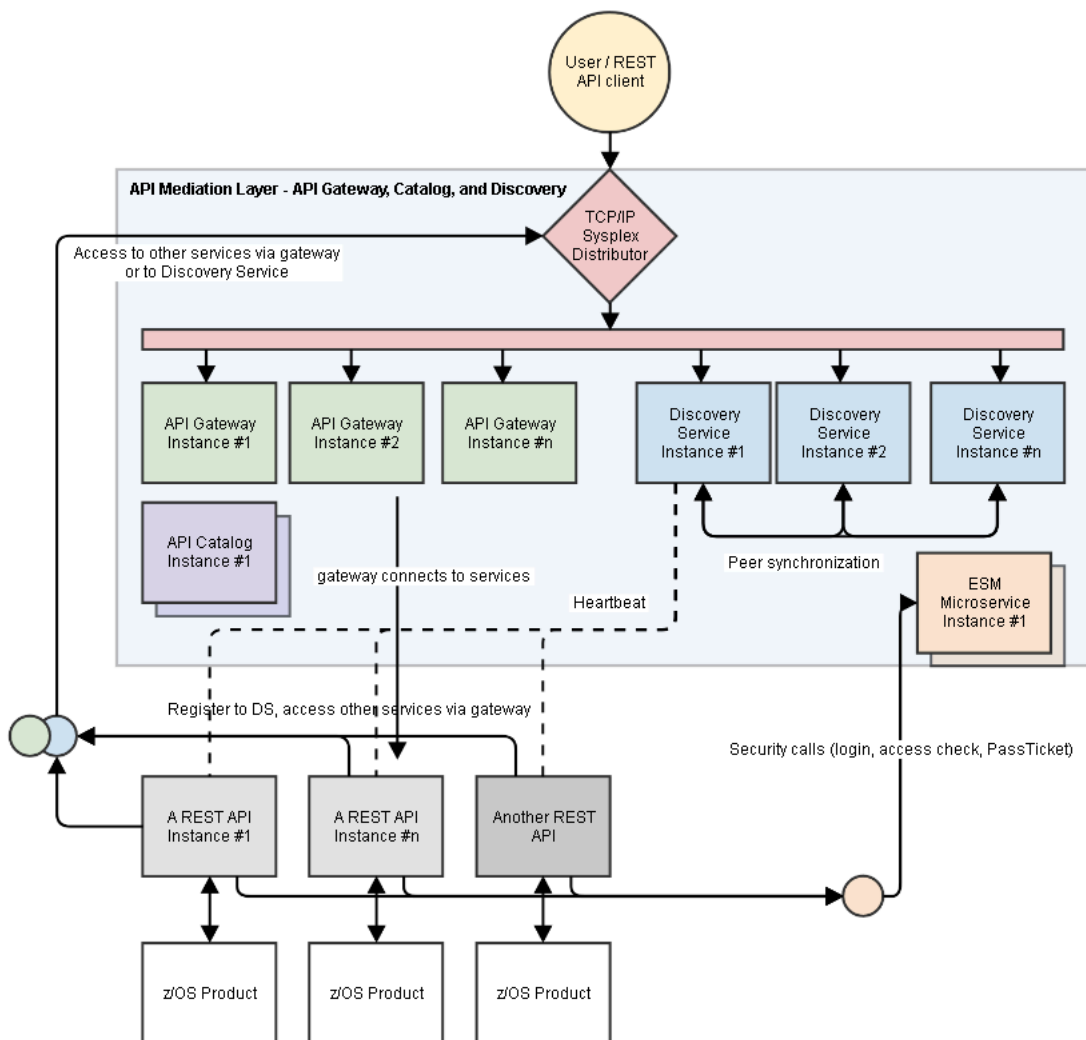 User / REST
API client
API Mediation Layer - API Gateway, Catalog, and Discovery
TCP/IP
Sysplex
Distributor
Access to other services via gateway
or to Discovery Service
API Gateway
Instance #1
API Gateway
Instance #2
API Gateway
Instance #n
Discovery
Service
Instance #1
Discovery
Service
Instance #2
Discovery
Service
Instance #n
API Catalog
Instance #1
gateway connects to services
Peer synchronization
Heartbeat
ESM
Microservice
Instance #1
Register to DS, access other services via gateway
Security calls (login, access check, PassTicket)
A REST API
Instance #1
A REST API
Instance #n
Another REST
API
z/OS Product
z/OS Product
z/OS Product